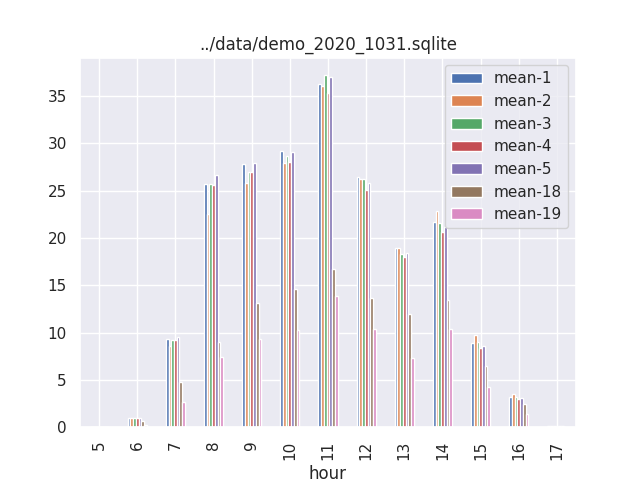 ../data/demo_2020_1031.sqlite
mean-1
mean-2
mean-3
mean-4
mean-5
mean-18
mean-19
35
30
25
20
15
10
5
0
5 6 7 8 9 10 11 12 13 14 15 16 17
hour